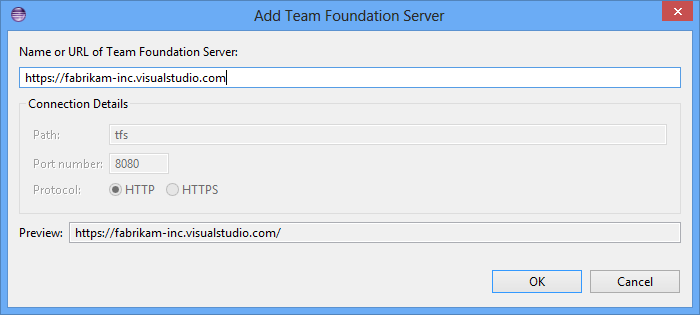 Add Team Foundation Server
Name or URL of Team Foundation Server:
https://fabrikam-inc.visualstudio.com
Connection Details
Path: tfs
Port number: 8080
Protocol: HTTP HTTPS
Preview: https://fabrikam-inc.visualstudio.com/
OK Cancel